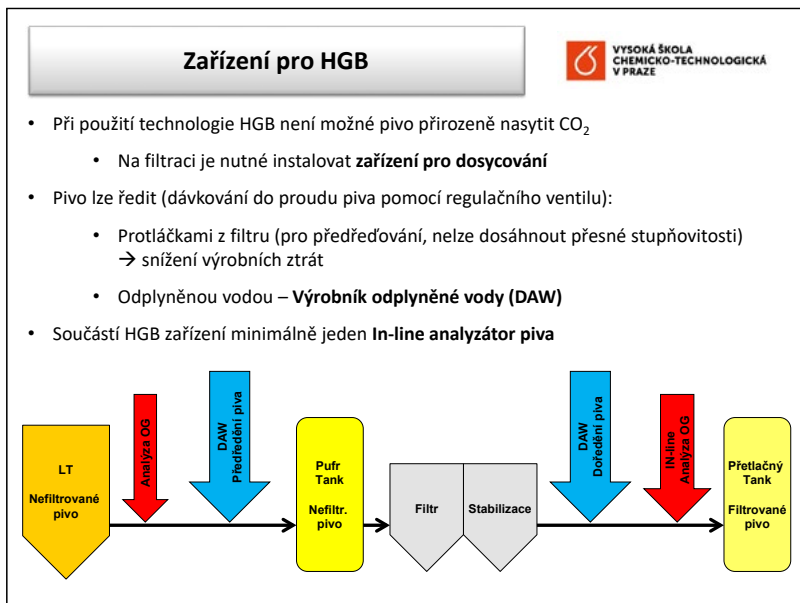 Zařízení pro HGB
VYSOKÁ ŠKOLA
CHEMICKO-TECHNOLOGICKÁ
V PRAZE
• Při použití technologie HGB není možné pivo přirozeně nasytit CO₂
• Na filtraci je nutné instalovat zařízení pro dosycování
• Pivo lze ředit (dávkování do proudu piva pomocí regulačního ventilu):
• Protláčkami z filtru (pro předřeďování, nelze dosáhnout přesné stupňovitosti)
→ snížení výrobních ztrát
• Odplyněnou vodou – Výrobník odplyněné vody (DAW)
• Součástí HGB zařízení minimálně jeden In-line analyzátor piva
LT
Nefiltrované
pivo
Analýza OG
DAW
Předředění piva
Pufr
Tank
Nefiltr.
pivo
Filtr
Stabilizace
DAW
Dořednění piva
IN-line
Analýza OG
Přetlačný
Tank
Filtrované
pivo